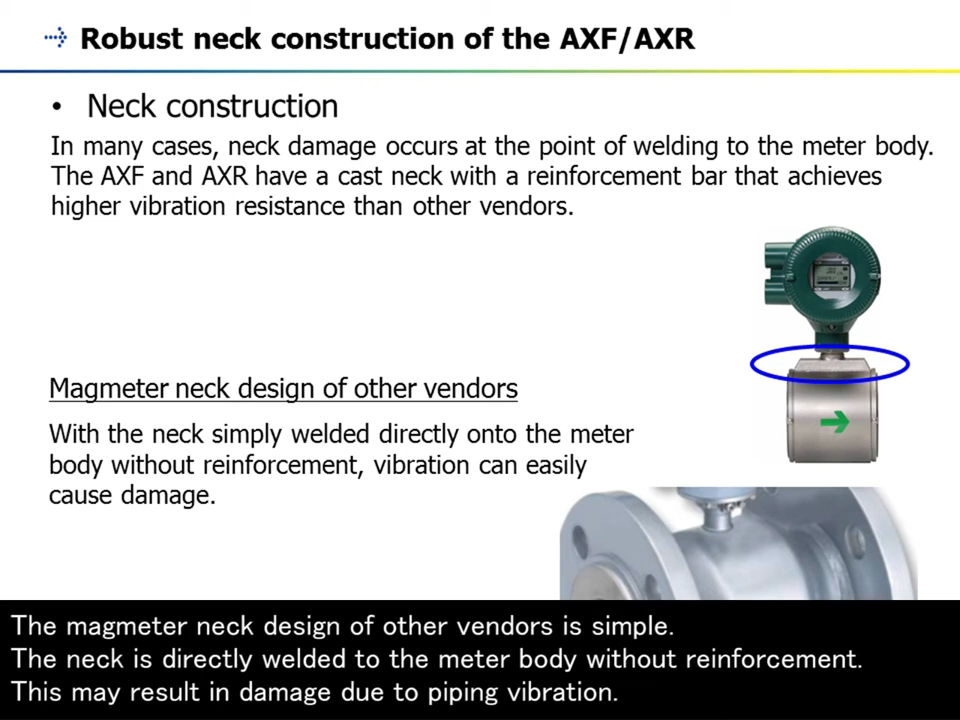 Robust neck construction of the AXF/AXR
• Neck construction
In many cases, neck damage occurs at the point of welding to the meter body.
The AXF and AXR have a cast neck with a reinforcement bar that achieves
higher vibration resistance than other vendors.
Magmeter neck design of other vendors
With the neck simply welded directly onto the meter
body without reinforcement, vibration can easily
cause damage.
The magmeter neck design of other vendors is simple.
The neck is directly welded to the meter body without reinforcement.
This may result in damage due to piping vibration.